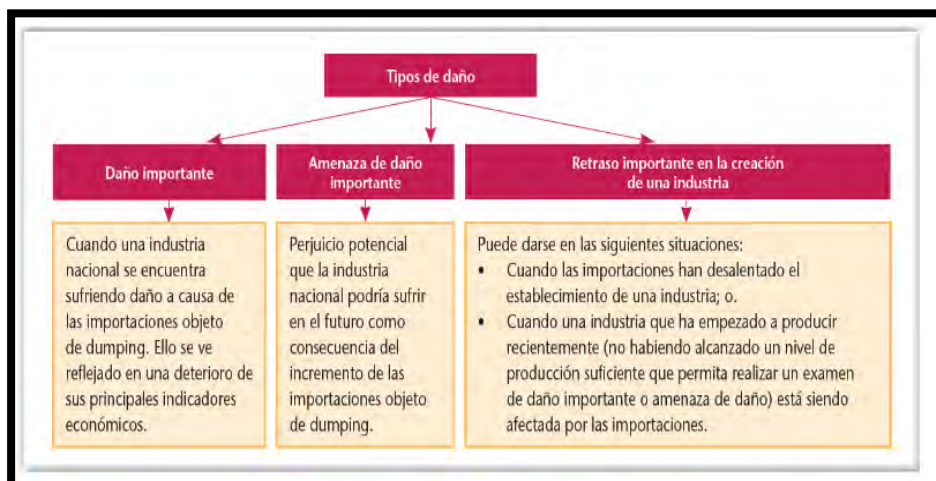 Tipos de daño
Daño importante
Amenaza de daño
importante
Retraso importante en la creación
de una industria
Cuando una industria
nacional se encuentra
sufriendo daño a causa de
las importaciones objeto
de dumping. Ello se ve
reflejado en una deterioro de
sus principales indicadores
económicos.
Perjuicio potencial
que la industria
nacional podría sufrir
en el futuro como
consecuencia del
incremento de las
importaciones objeto
de dumping.
Puede darse en las siguientes situaciones:
• Cuando las importaciones han desalentado el
establecimiento de una industria; o.
• Cuando una industria que ha empezado a producir
recientemente (no habiendo alcanzado un nivel de
producción suficiente que permita realizar un examen
de daño importante o amenaza de daño) está siendo
afectada por las importaciones.